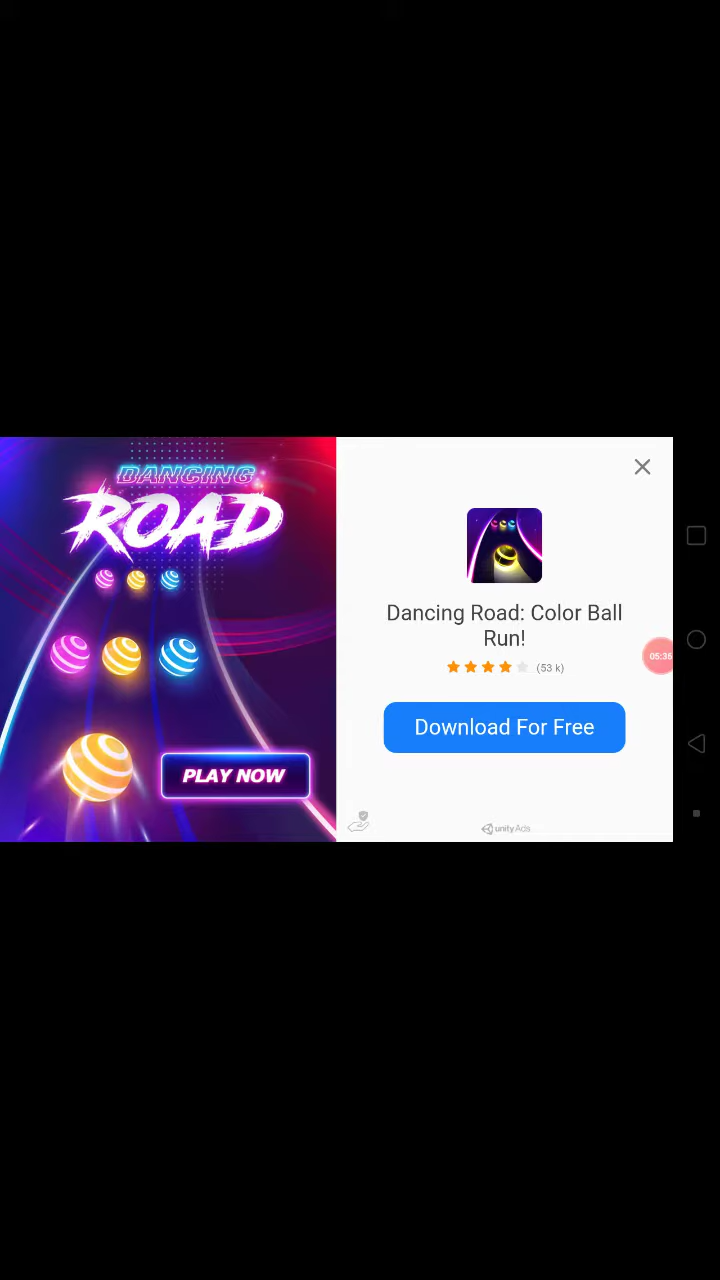 DANCING
ROAD
PLAY NOW
Dancing Road: Color Ball
Run!
(53 k)
05:35
Download For Free
unity Ads